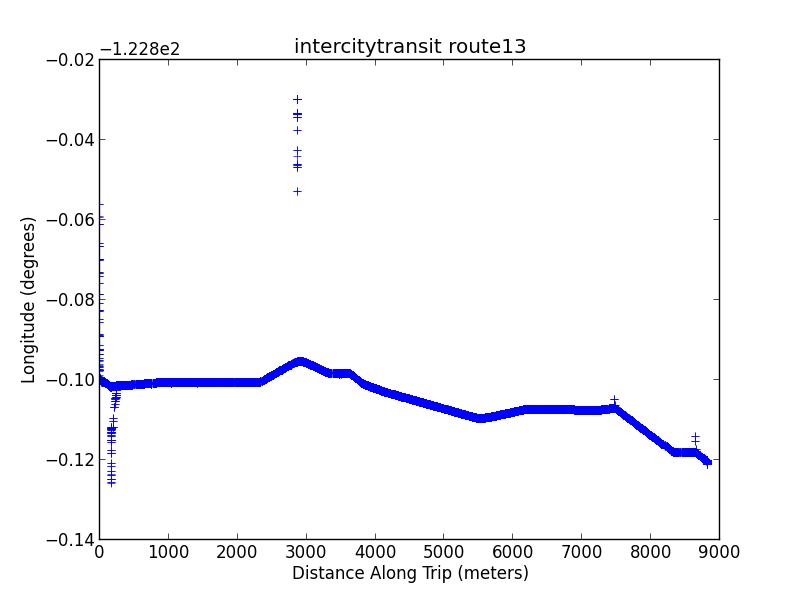 intercitytransit route13
−1.228e2
−0.02
−0.04
−0.06
−0.08
−0.10
−0.12
−0.14
Longitude (degrees)
0 1000 2000 3000 4000 5000 6000 7000 8000 9000
Distance Along Trip (meters)